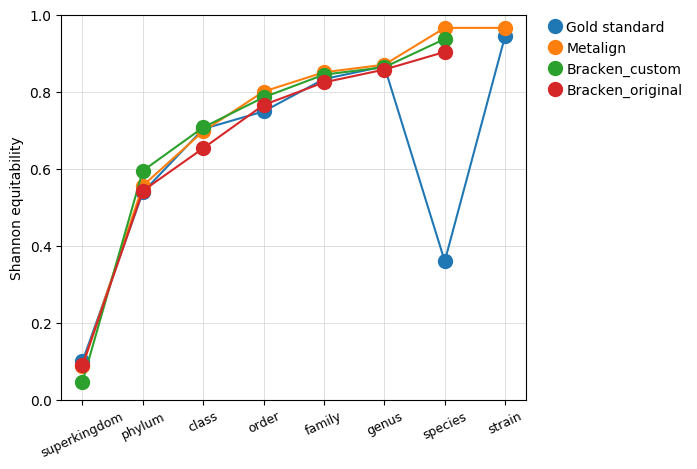 Gold standard
Metalign
Bracken_custom
Bracken_original
Shannon equitability
1.0
0.8
0.6
0.4
0.2
0.0
superkingdom
phylum
class
order
family
genus
species
strain